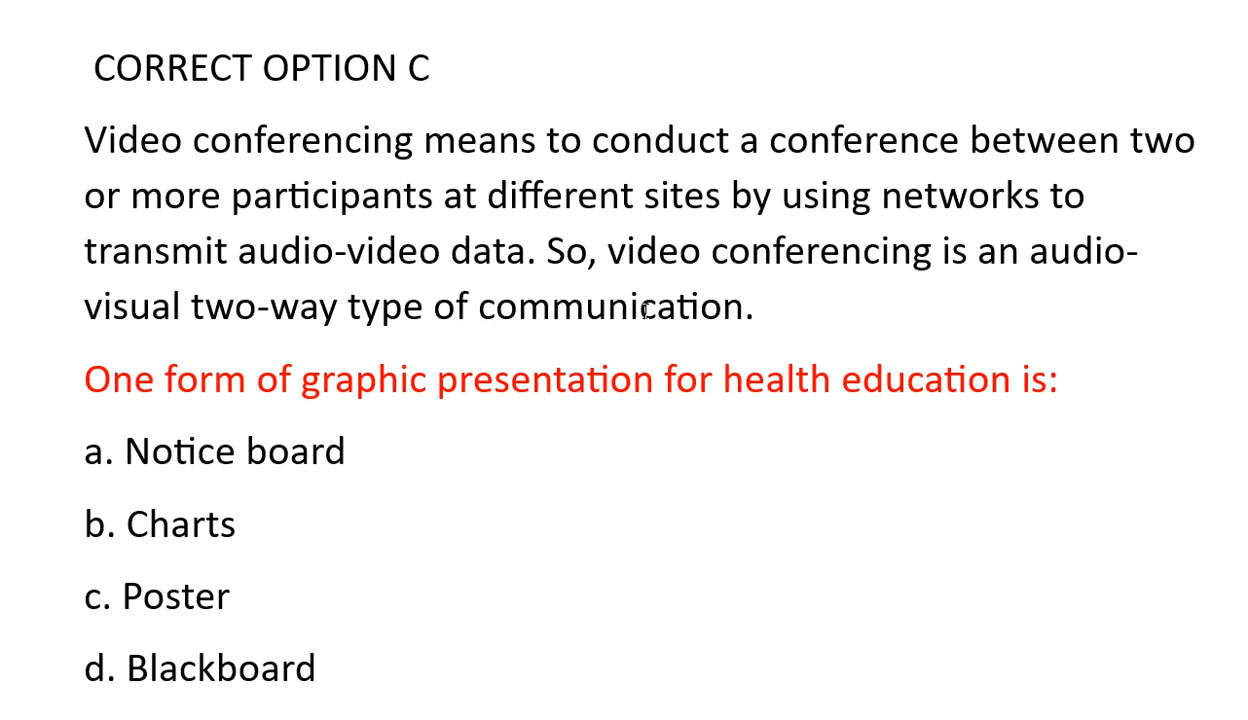 CORRECT OPTION C
Video conferencing means to conduct a conference between two
or more participants at different sites by using networks to
transmit audio-video data. So, video conferencing is an audio-
visual two-way type of communication.
One form of graphic presentation for health education is:
a. Notice board
b. Charts
c. Poster
d. Blackboard